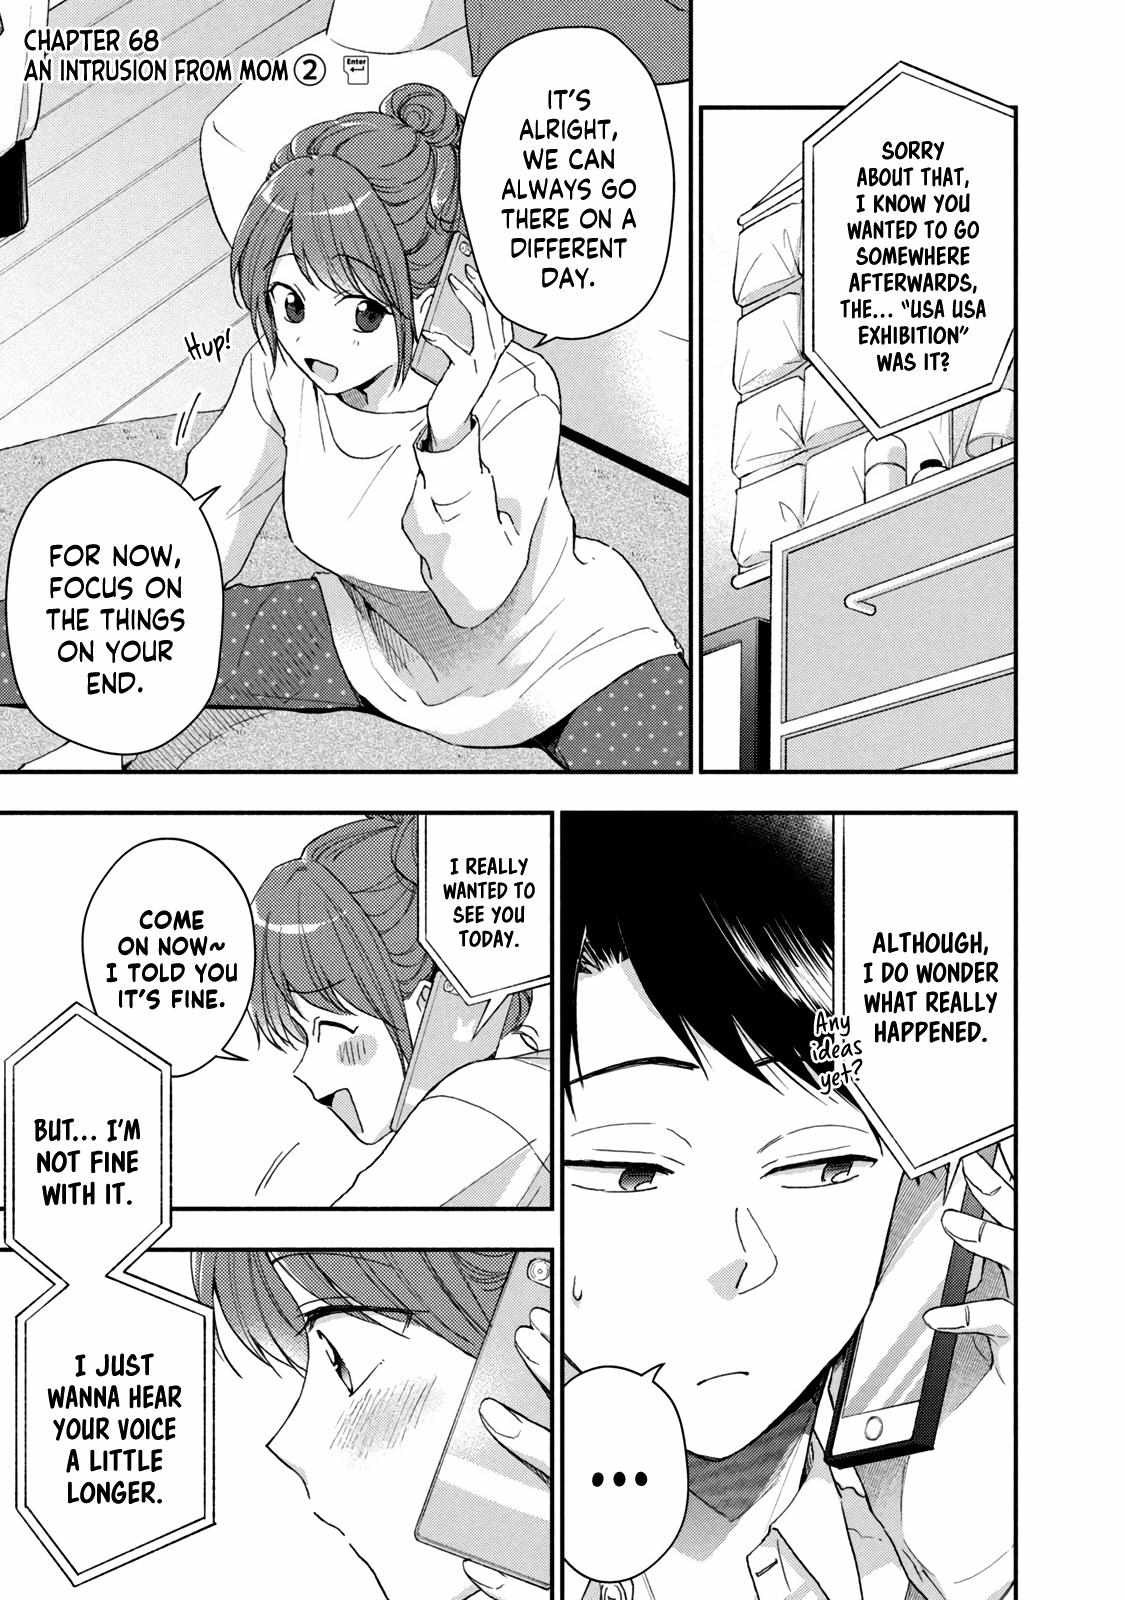 CHAPTER 68
AN INTRUSION FROM MOM ②
Enter
SORRY
ABOUT THAT,
I KNOW YOU
WANTED TO GO
SOMEWHERE
AFTERWARDS,
THE... "USA USA
EXHIBITION"
WAS IT?
IT'S
ALRIGHT,
WE CAN
ALWAYS GO
THERE ON A
DIFFERENT
DAY.
Hup!
FOR NOW,
FOCUS ON
THE THINGS
ON YOUR
END.
ALTHOUGH,
I DO WONDER
WHAT REALLY
HAPPENED.
Any
ideas
yet?
...
I REALLY
WANTED TO
SEE YOU
TODAY.
COME
ON NOW~
I TOLD YOU
IT'S FINE.
BUT... I'M
NOT FINE
WITH IT.
I JUST
WANNA HEAR
YOUR VOICE
A LITTLE
LONGER.